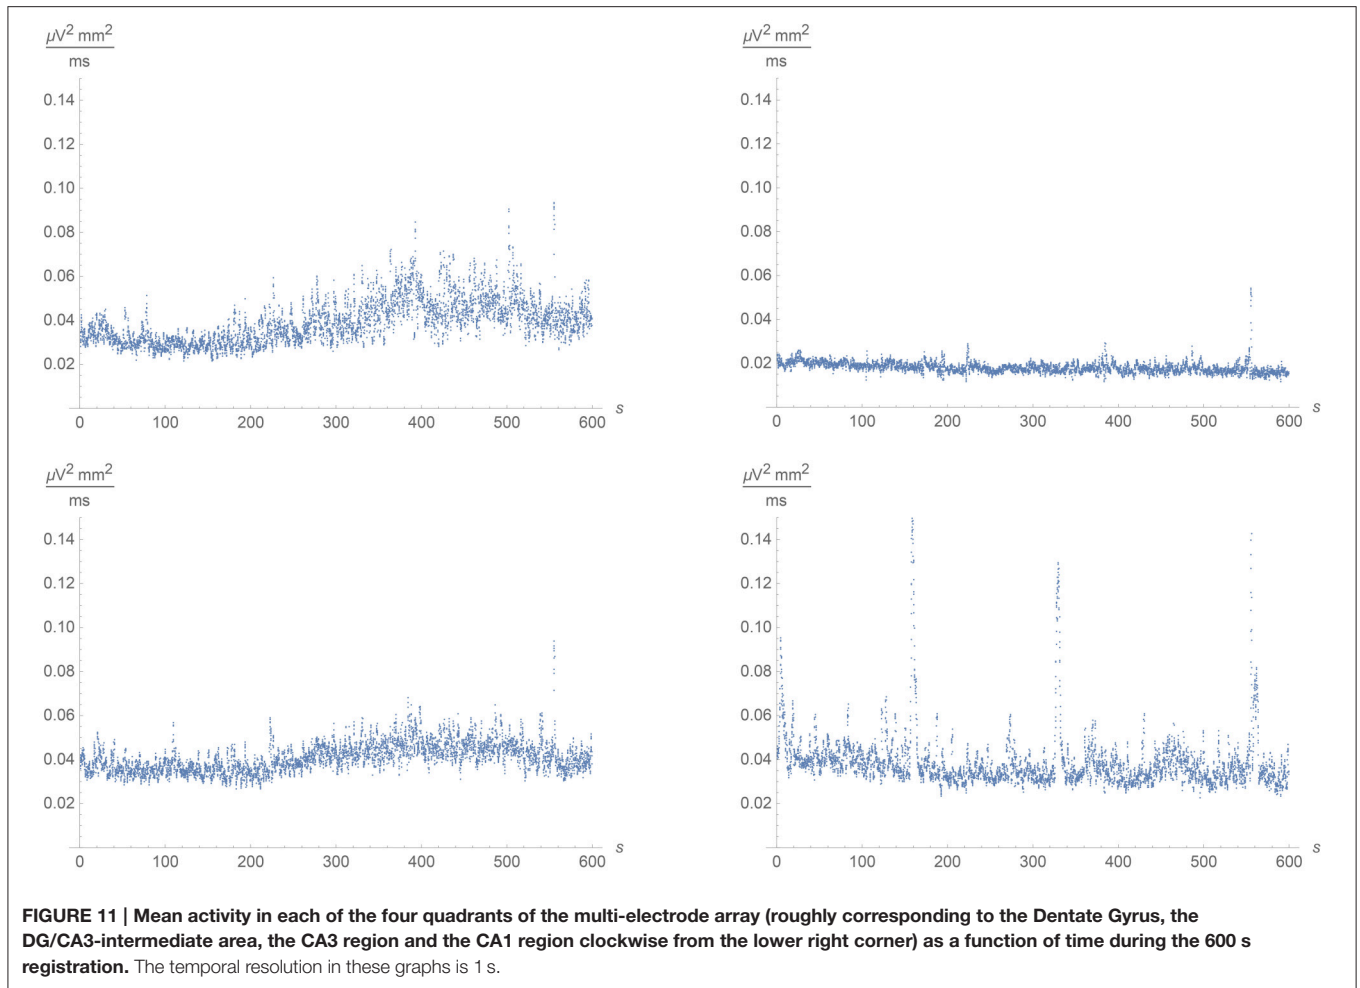 μV² mm²
ms
0.14
0.12
0.10
0.08
0.06
0.04
0.02
0 100 200 300 400 500 600 s
μV² mm²
ms
0.14
0.12
0.10
0.08
0.06
0.04
0.02
0 100 200 300 400 500 600 s
μV² mm²
ms
0.14
0.12
0.10
0.08
0.06
0.04
0.02
0 100 200 300 400 500 600 s
μV² mm²
ms
0.14
0.12
0.10
0.08
0.06
0.04
0.02
0 100 200 300 400 500 600 s
FIGURE 11 | Mean activity in each of the four quadrants of the multi-electrode array (roughly corresponding to the Dentate Gyrus, the
DG/CA3-intermediate area, the CA3 region and the CA1 region clockwise from the lower right corner) as a function of time during the 600 s
registration. The temporal resolution in these graphs is 1 s.